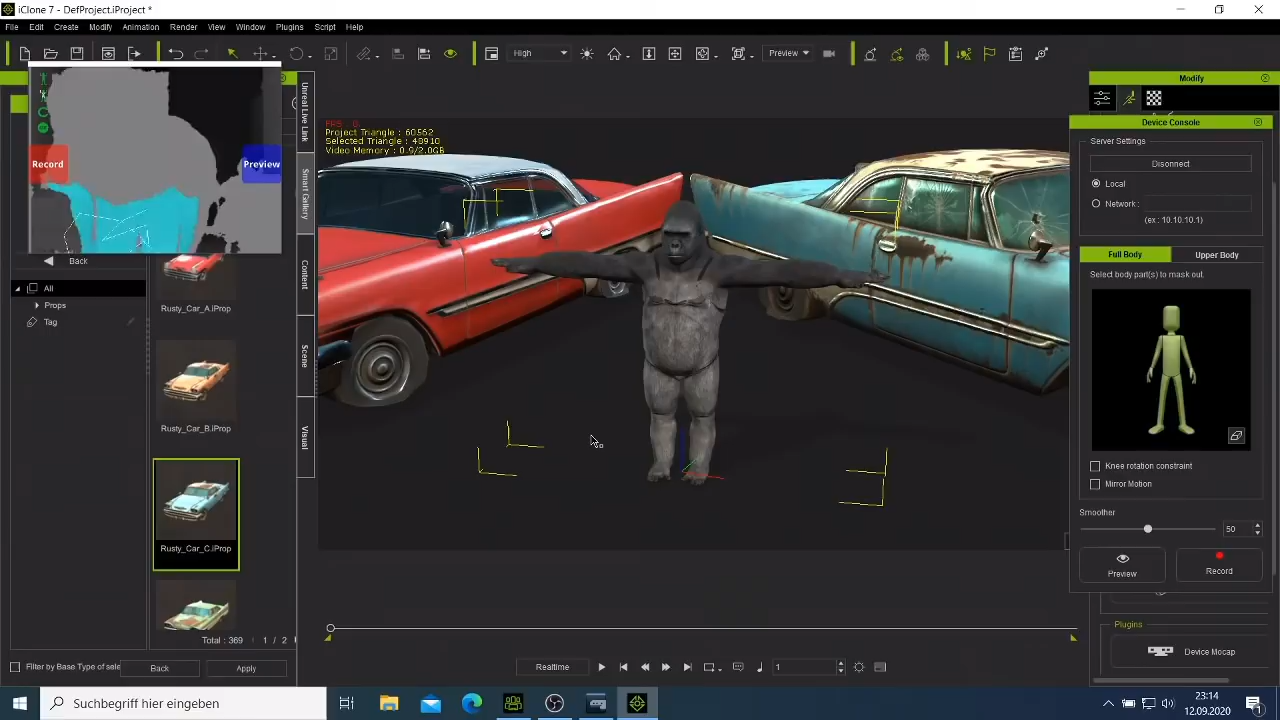 iClone 7 - DefProject.iProject *
File Edit Create Modify Animation Render View Window Plugins Script Help
High
Preview
Record
Preview
Back
All
Props
Tag
Rusty_Car_A.iProp
Rusty_Car_B.iProp
Rusty_Car_C.iProp
Total : 369 1 / 2
Filter by Base Type of sele
Back
Apply
Unreal Live Link
Smart Gallery
Content
Scene
Visual
Project Triangle : 60562
Selected Triangle : 48910
Video Memory : 0.9/2.0GB
Realtime
1
Modify
Device Console
Server Settings
Disconnect
Local
Network :
(ex : 10.10.10.1)
Full Body
Upper Body
Select body part(s) to mask out.
Knee rotation constraint
Mirror Motion
Smoother
50
Preview
Record
Plugins
Device Mocap
Suchbegriff hier eingeben
23:14
12.09.2020